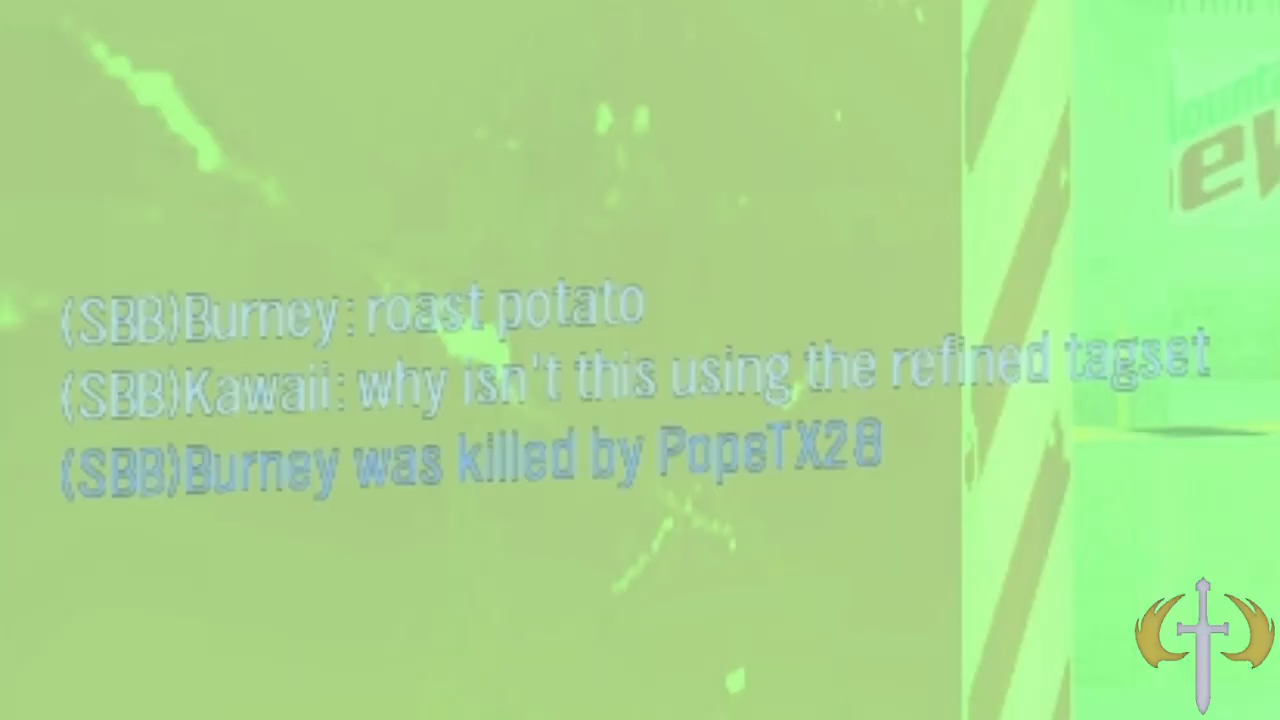 (SBB)Burney: roast potato
(SBB)Kawaii: why isn't this using the refined tagset
(SBB)Burney was killed by PopeTX28